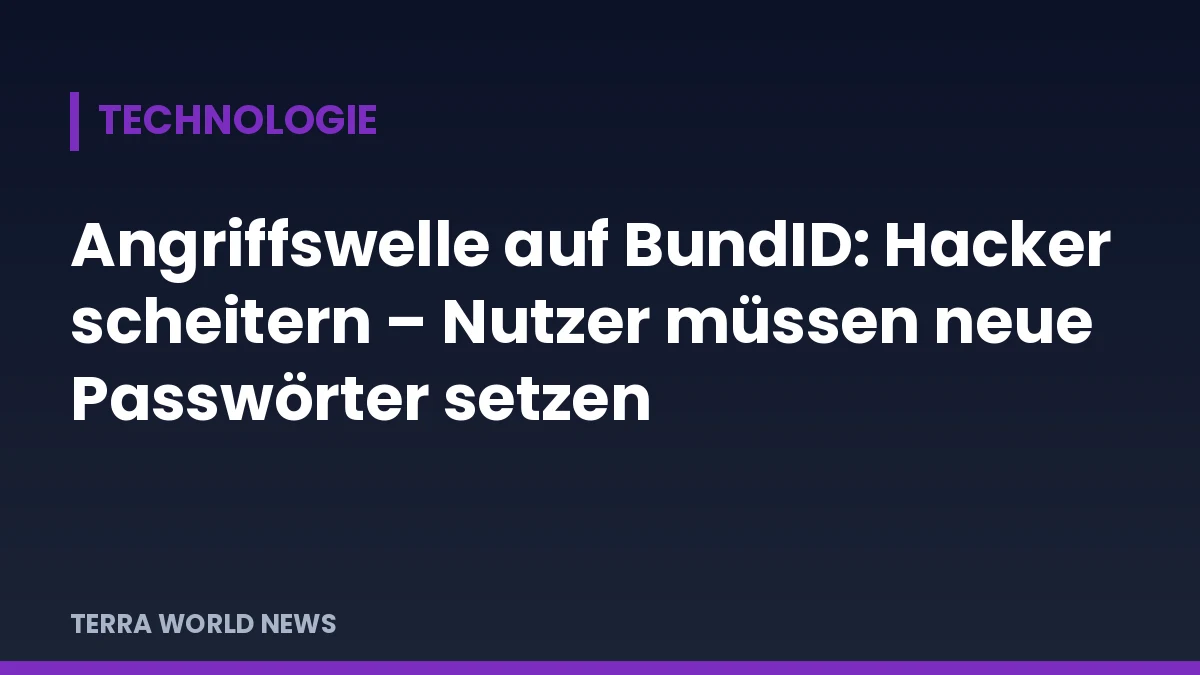 TECHNOLOGIE
Angriffswelle auf BundID: Hacker
scheitern – Nutzer müssen neue
Passwörter setzen
TERRA WORLD NEWS